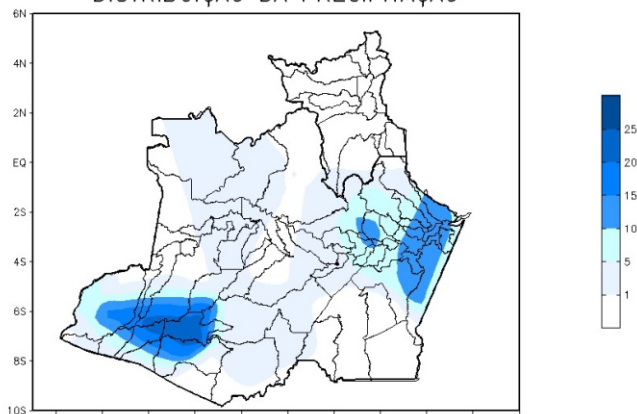 DISTRIBUIÇÃO DA PRECIPITAÇÃO
6N
4N
2N
EQ
2S
4S
6S
8S
10S
25
20
15
10
5
1